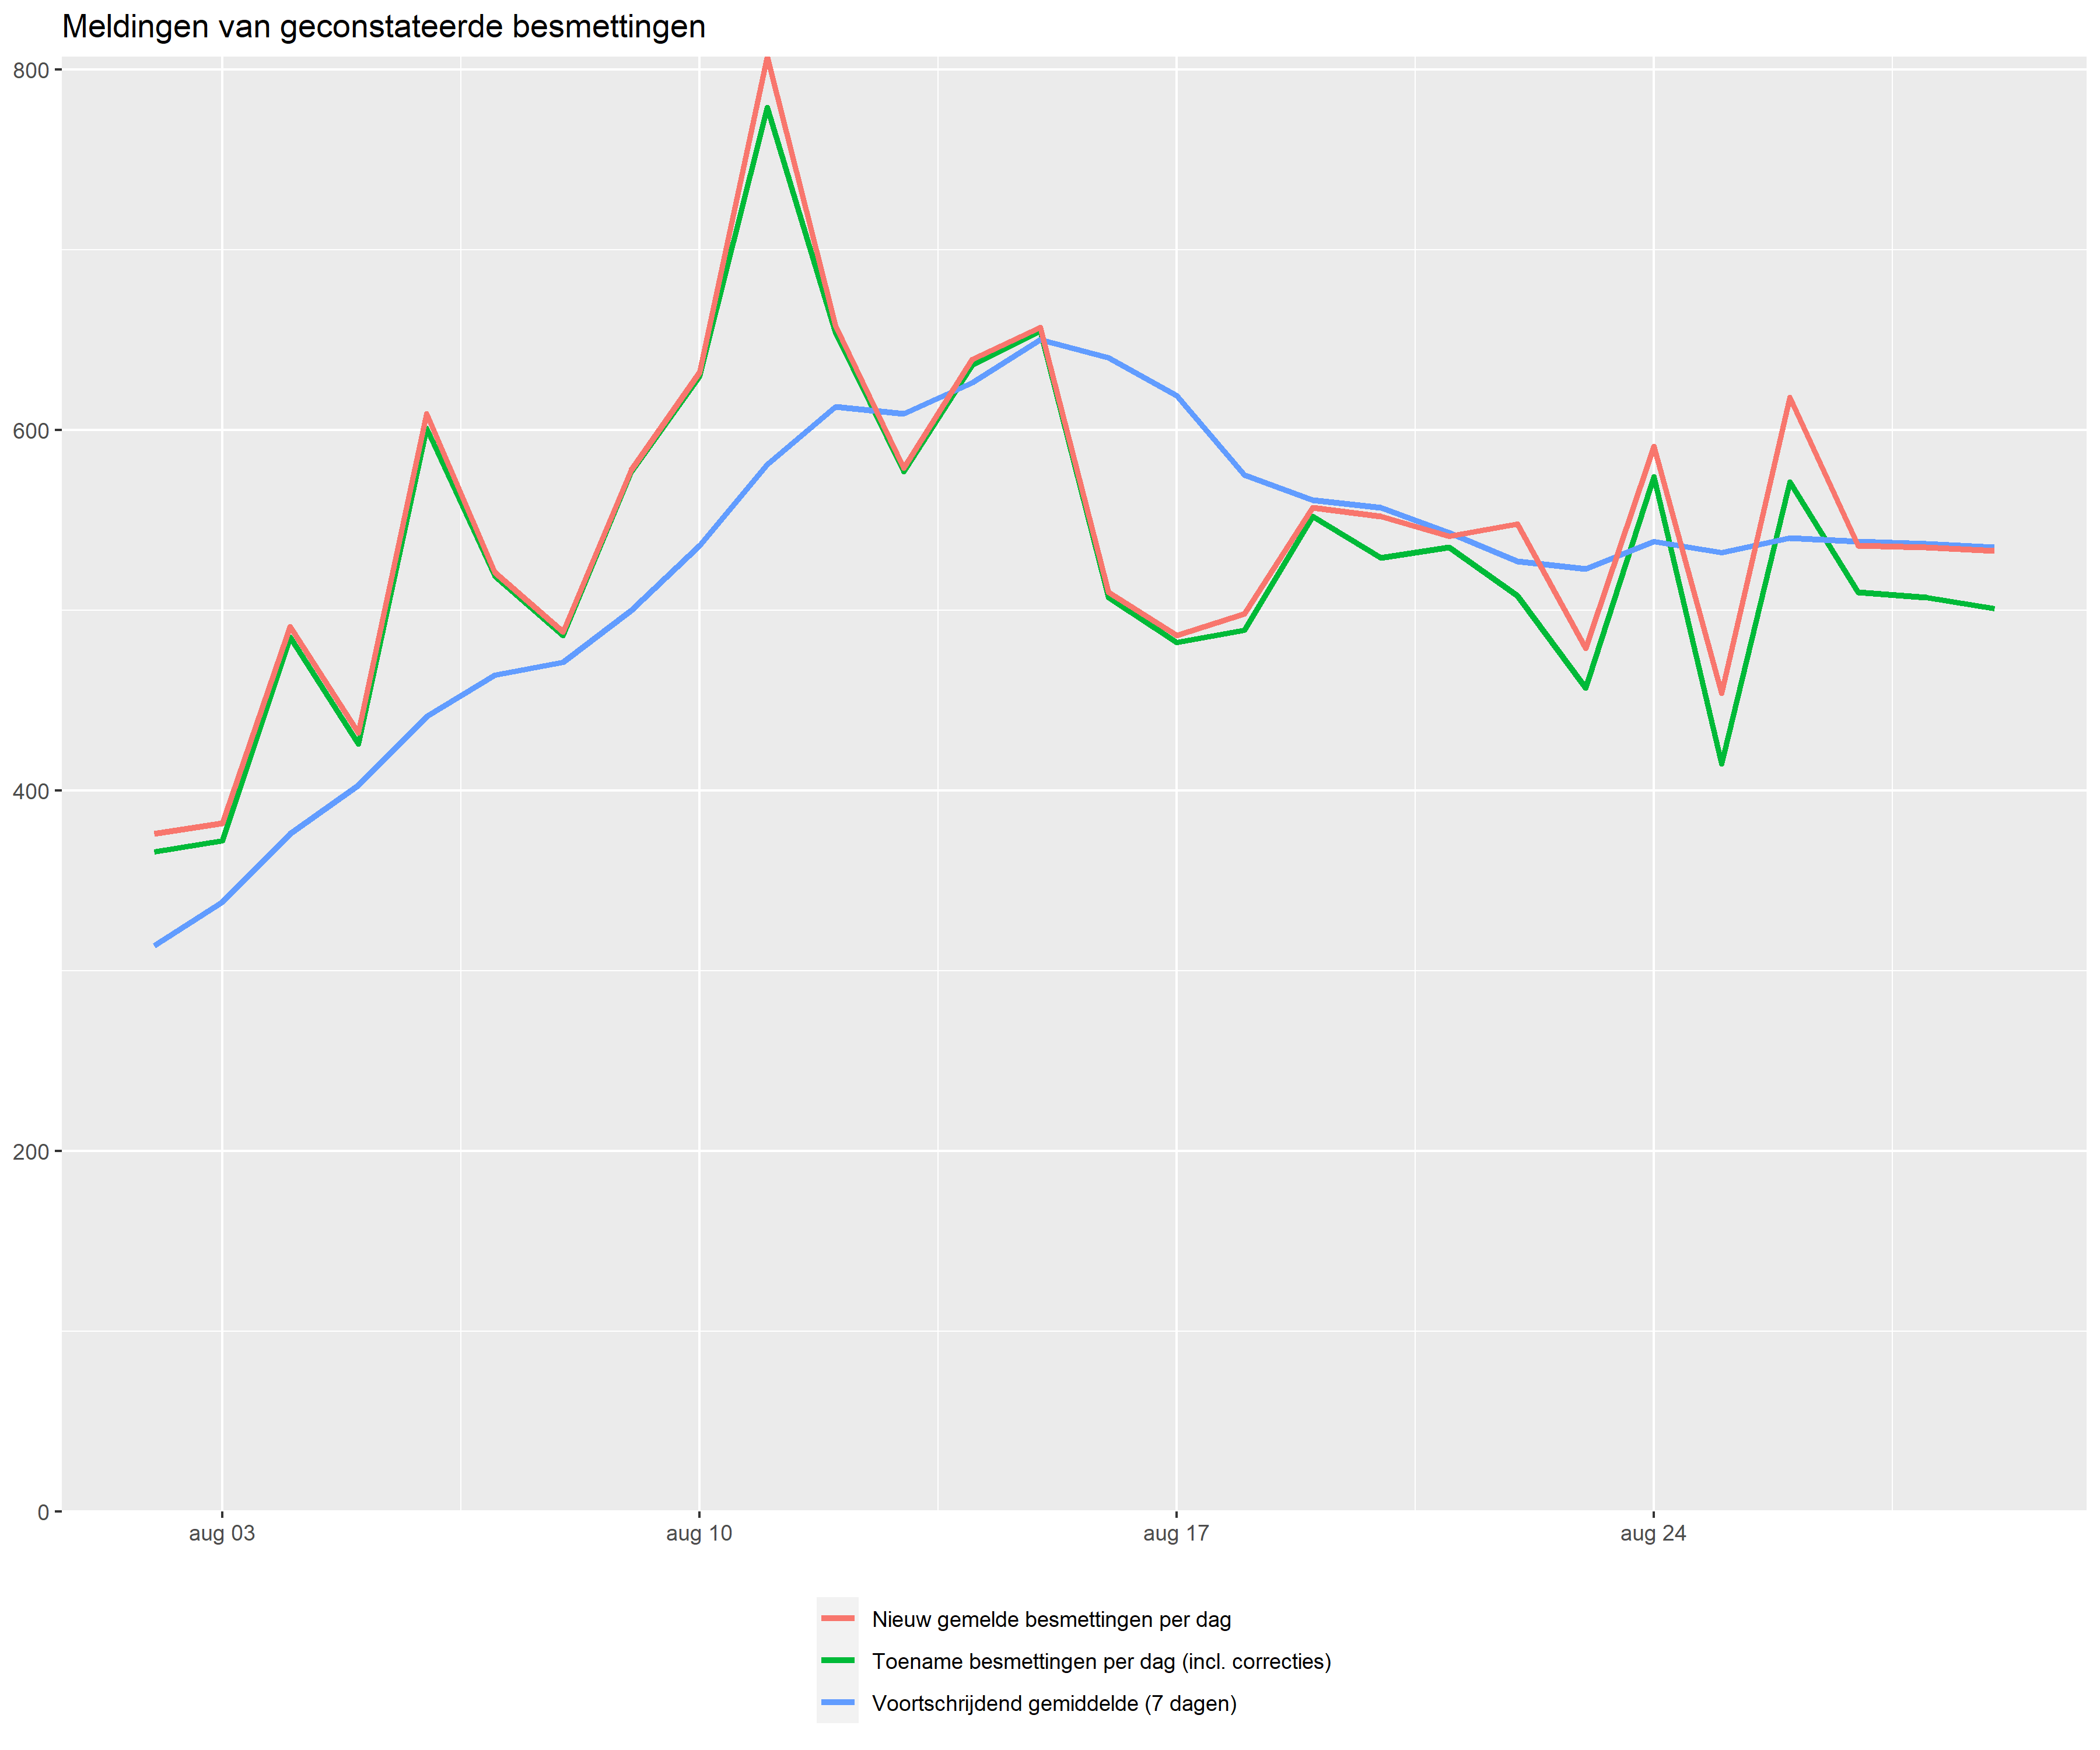 Meldingen van geconstateerde besmettingen
800
600
400
200
0
aug 03 aug 10 aug 17 aug 24
Nieuw gemelde besmettingen per dag
Toename besmettingen per dag (incl. correcties)
Voortschrijdend gemiddelde (7 dagen)